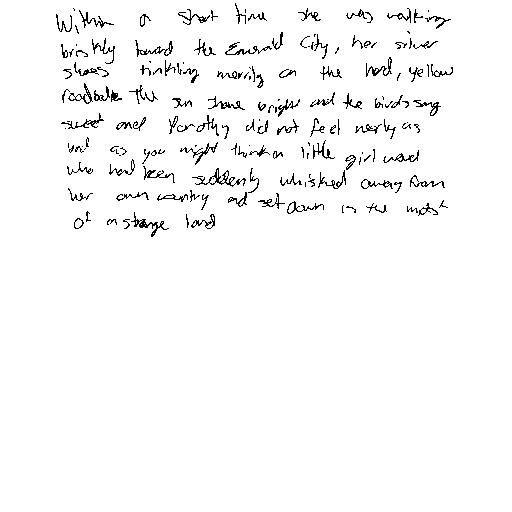 Within a short time she was walking
briskly toward the Emerald City, her silver
shoes tinkling merrily on the hard, yellow
The sun shone bright and the birds sang
sweet and Dorothy did not feel nearly as
bad as you might think a little girl would
who had been suddenly whisked away from
her own country and set down in the midst
of a strange land